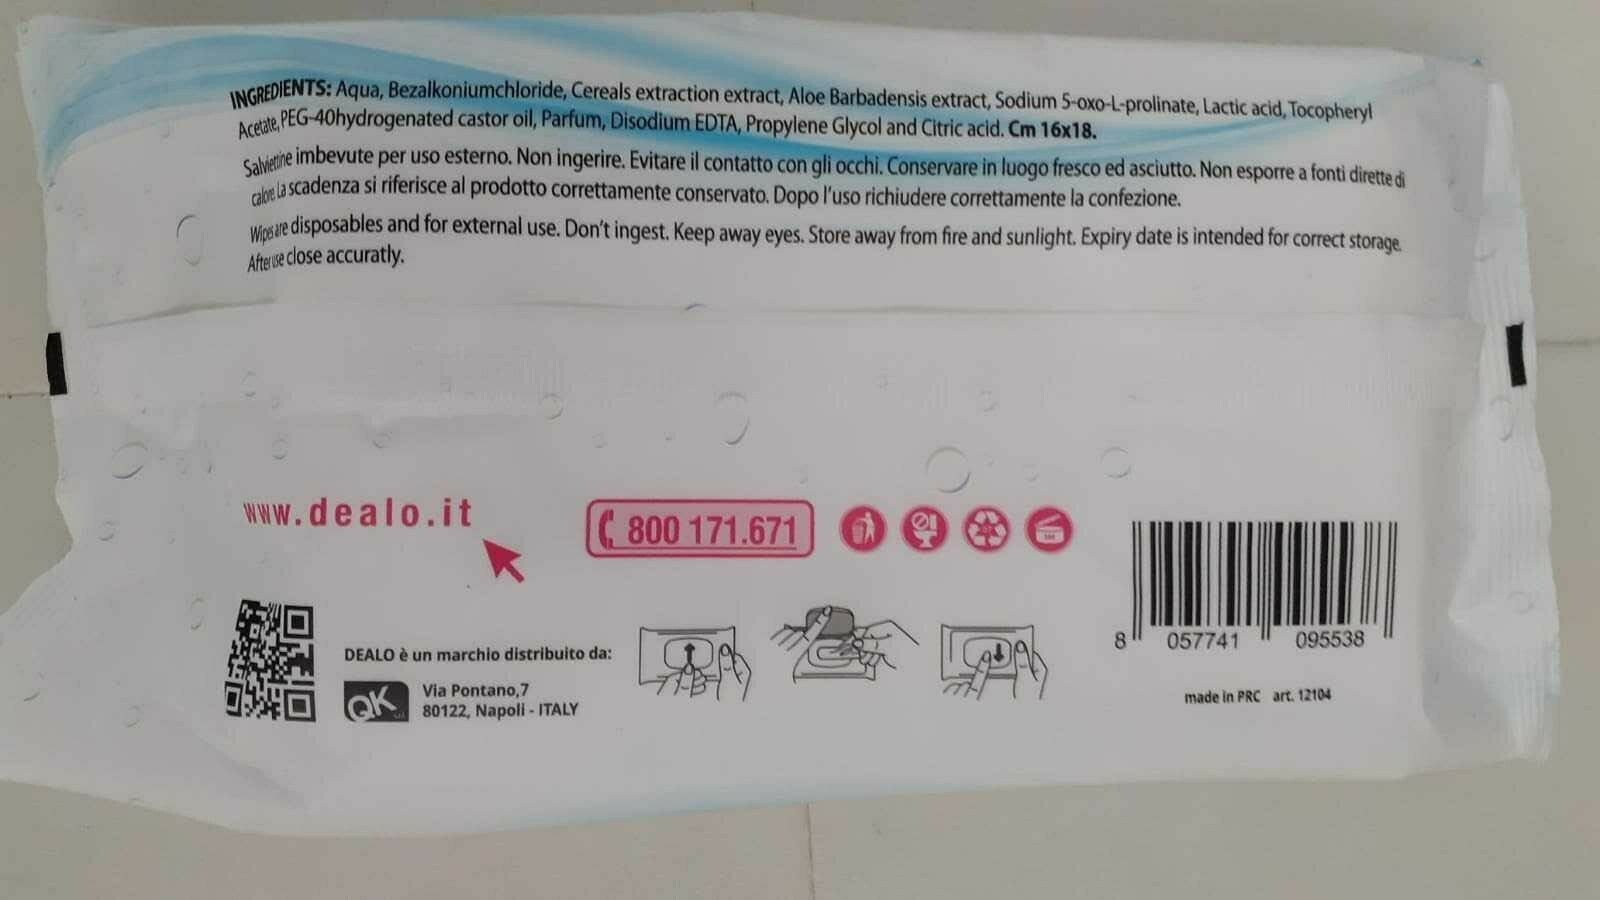 INGREDIENTS: Aqua, Bezalkoniumchloride, Cereals extraction extract, Aloe Barbadensis extract, Sodium 5-oxo-L-prolinate, Lactic acid, Tocopheryl
Acetate, PEG-40hydrogenated castor oil, Parfum, Disodium EDTA, Propylene Glycol and Citric acid. Cm 16x18.
Salviettine imbevute per uso esterno. Non ingerire. Evitare il contatto con gli occhi. Conservare in luogo fresco ed asciutto. Non esporre a fonti dirette di
calore. La scadenza si riferisce al prodotto correttamente conservato. Dopo l'uso richiudere correttamente la confezione.
Wipes are disposables and for external use. Don't ingest. Keep away eyes. Store away from fire and sunlight. Expiry date is intended for correct storage.
After use close accuratly.
www.dealo.it
800 171.671
DEALO è un marchio distribuito da:
QK
Via Pontano,7
80122, Napoli - ITALY
8 057741 095538
made in PRC art. 12104